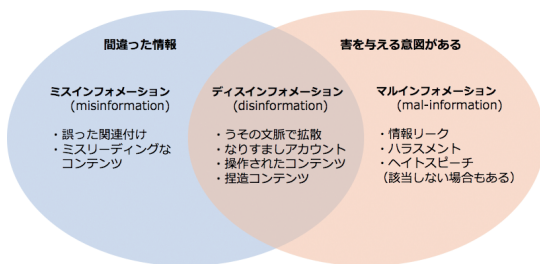 間違った情報
害を与える意図がある
ミスインフォメーション
(misinformation)
・誤った関連付け
・ミスリーディングな
コンテンツ
ディスインフォメーション
(disinformation)
・うその文脈で拡散
・なりすましアカウント
・操作されたコンテンツ
・捏造コンテンツ
マルインフォメーション
(mal-information)
・情報リーク
・ハラスメント
・ヘイトスピーチ
（該当しない場合もある）